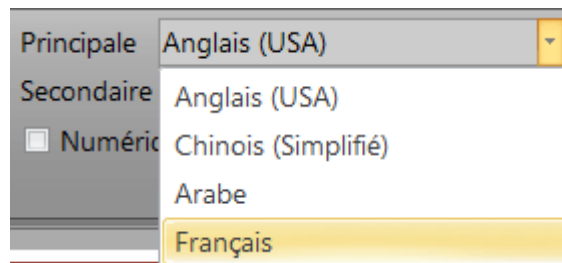 Principale Anglais (USA)
Secondaire Anglais (USA)
Chinois (Simplifié)
Arabe
Français